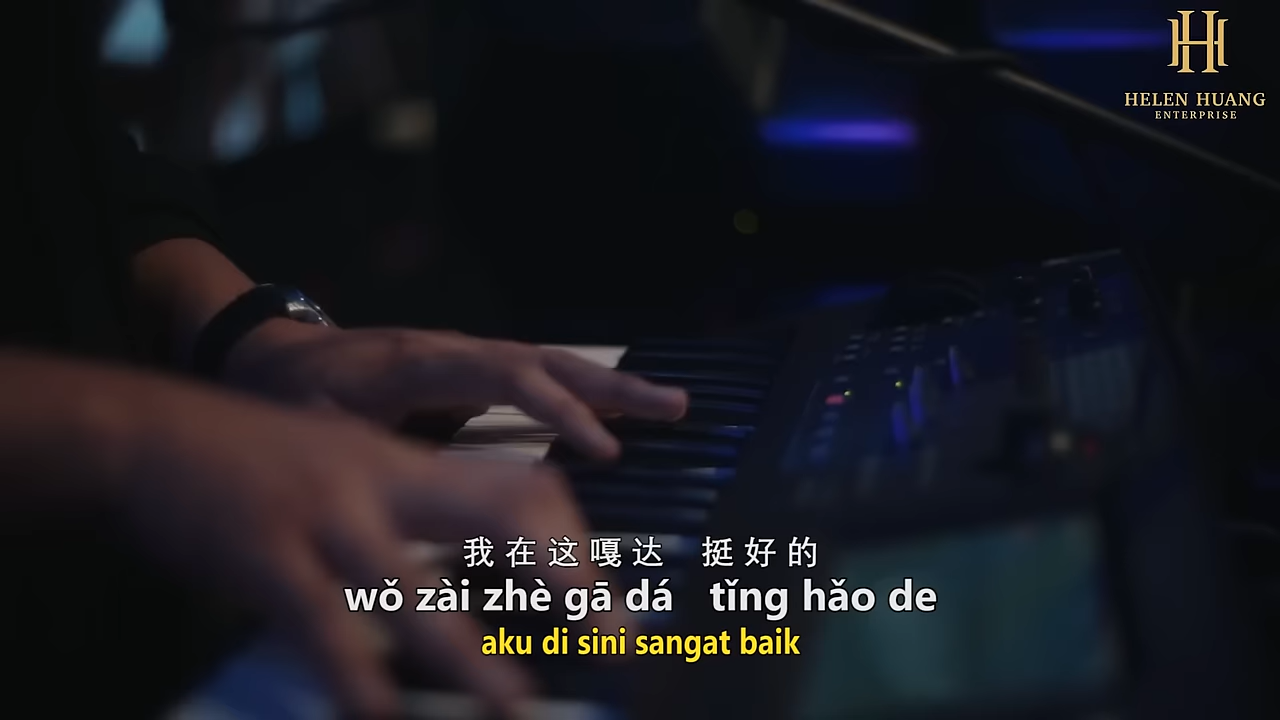 HELEN HUANG
ENTERPRISE
我在这嘎达 挺好的
wǒ zài zhè gā dá tǐng hǎo de
aku di sini sangat baik